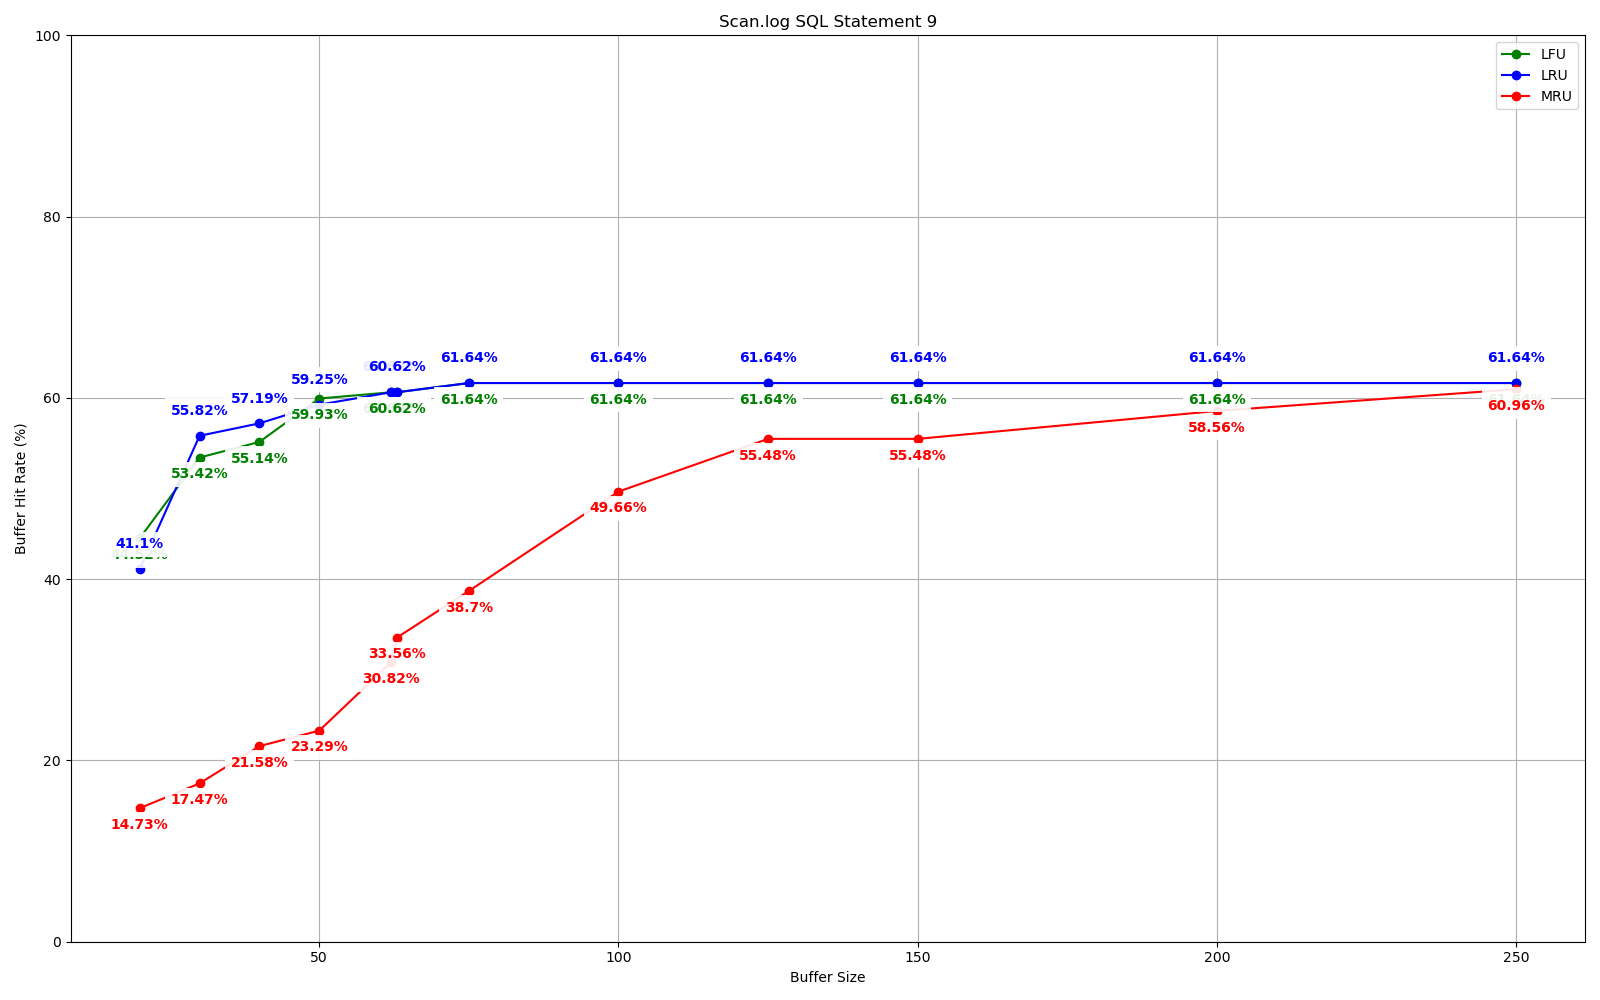 Scan.log SQL Statement 9
LFU
LRU
MRU
Buffer Hit Rate (%)
100
80
60
40
20
0
61.64% 61.64% 61.64% 61.64% 61.64% 61.64%
60.62%
59.25%
57.19%
55.82%
41.1%
53.42%
55.14%
59.93%
60.62%
61.64% 61.64% 61.64% 61.64% 61.64%
60.96%
58.56%
55.48% 55.48%
49.66%
38.7%
33.56%
30.82%
23.29%
21.58%
17.47%
14.73%
50 100 150 200 250
Buffer Size